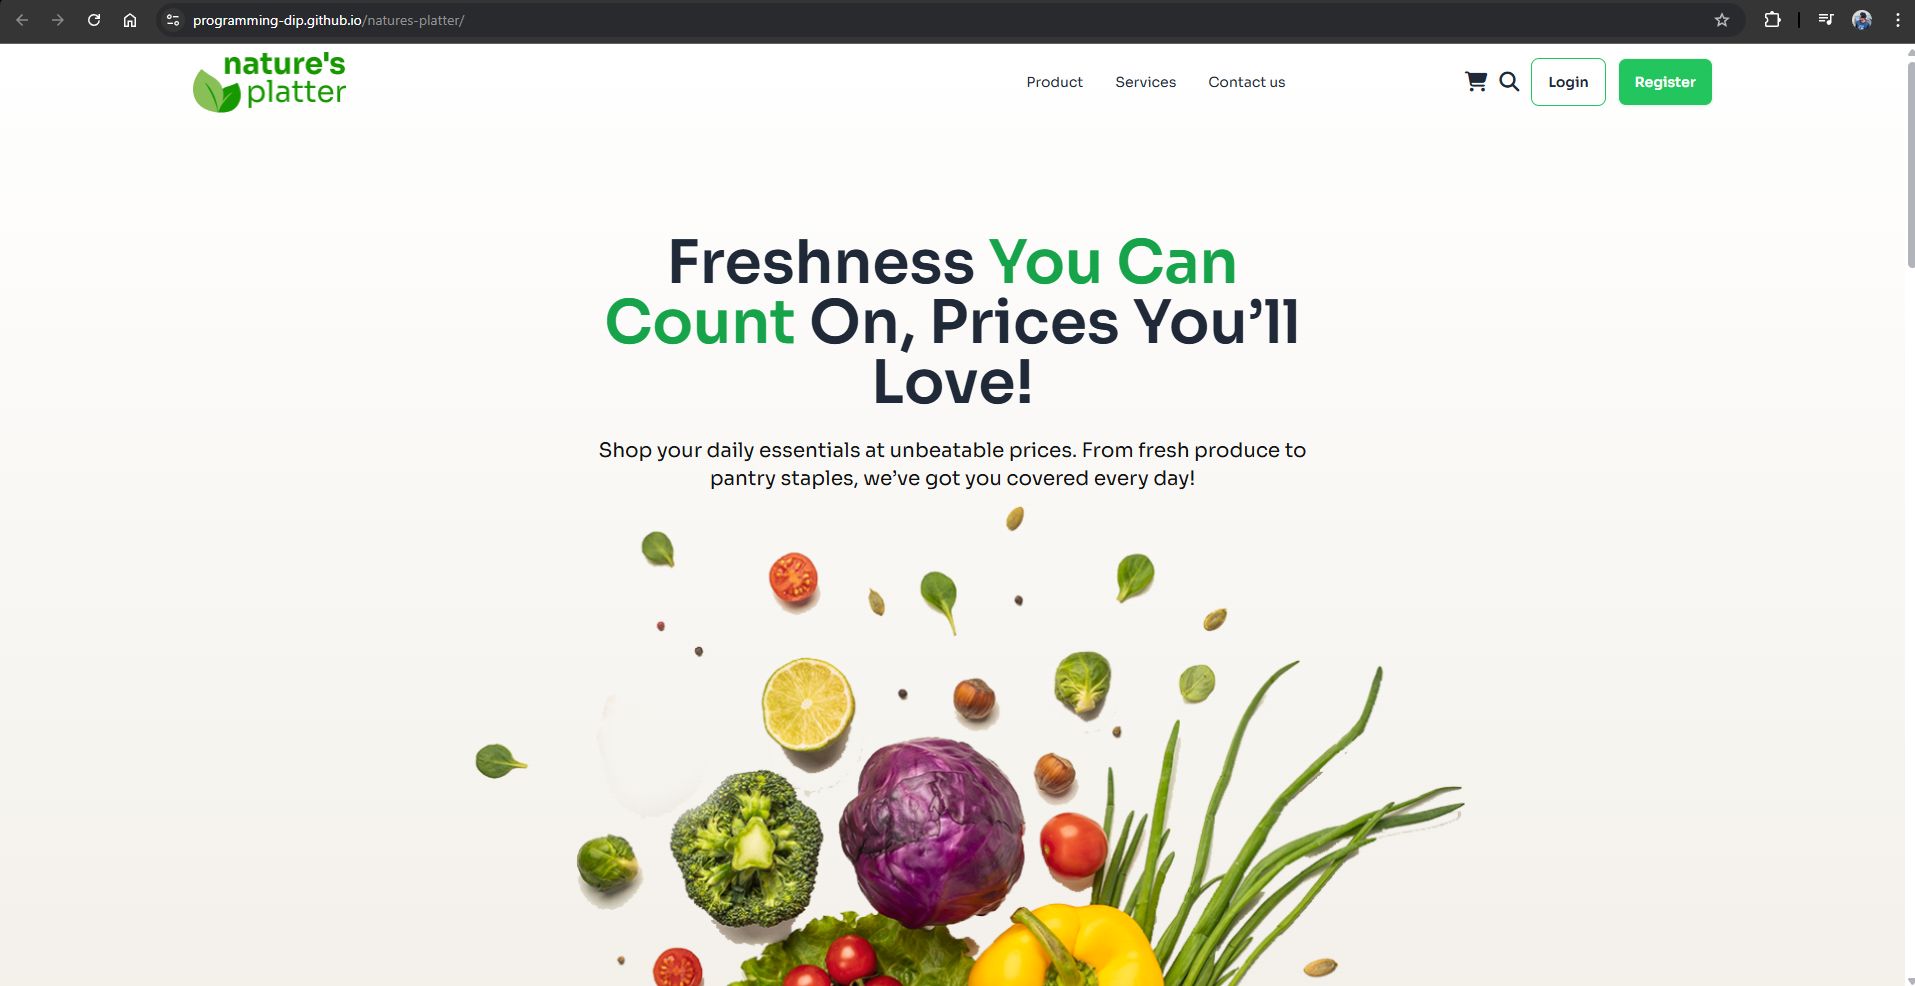 programming-dip.github.io/natures-platter/
nature's
platter
Product Services Contact us Login Register
Freshness You Can
Count On, Prices You’ll
Love!
Shop your daily essentials at unbeatable prices. From fresh produce to
pantry staples, we’ve got you covered every day!